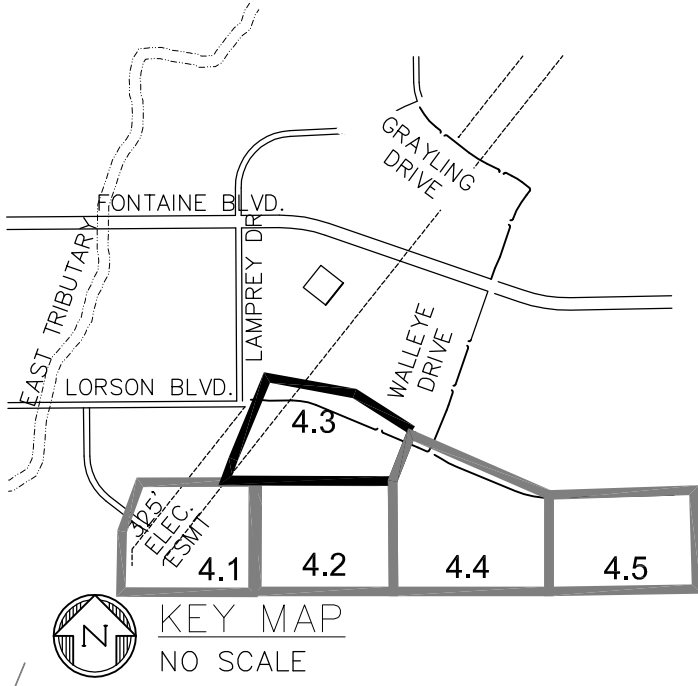 GRAYLING
DRIVE
FONTAINE BLVD.
EAST TRIBUTARY
LAMPREY DR
WALLEYE
DRIVE
LORSON BLVD.
4.3
325'
ELEC.
ESMT
4.1
4.2
4.4
4.5
N
KEY MAP
NO SCALE